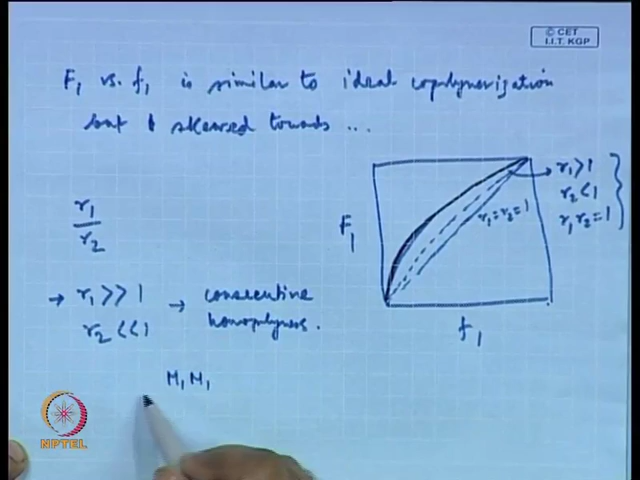 © CET
I.I.T. KGP
F₁ vs. f₁ is similar to ideal copolymerization
but skewed towards ...
r₁ / r₂
F₁
r₁ = r₂ = 1
r₁ > 1
r₂ < 1
r₁ r₂ = 1
f₁
→ r₁ >> 1 → consecutive
r₂ << 1 homopolymers.
M₁ M₁
NPTEL